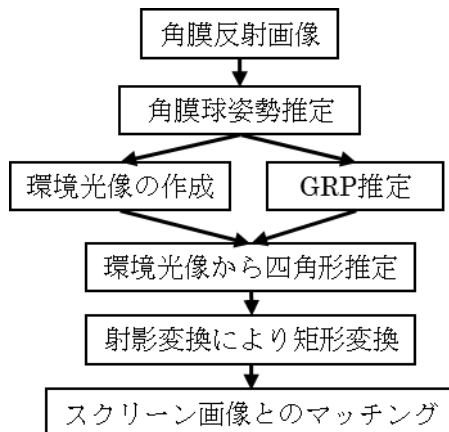 角膜反射画像
角膜球姿勢推定
環境光像の作成
GRP推定
環境光像から四角形推定
射影変換により矩形変換
スクリーン画像とのマッチング